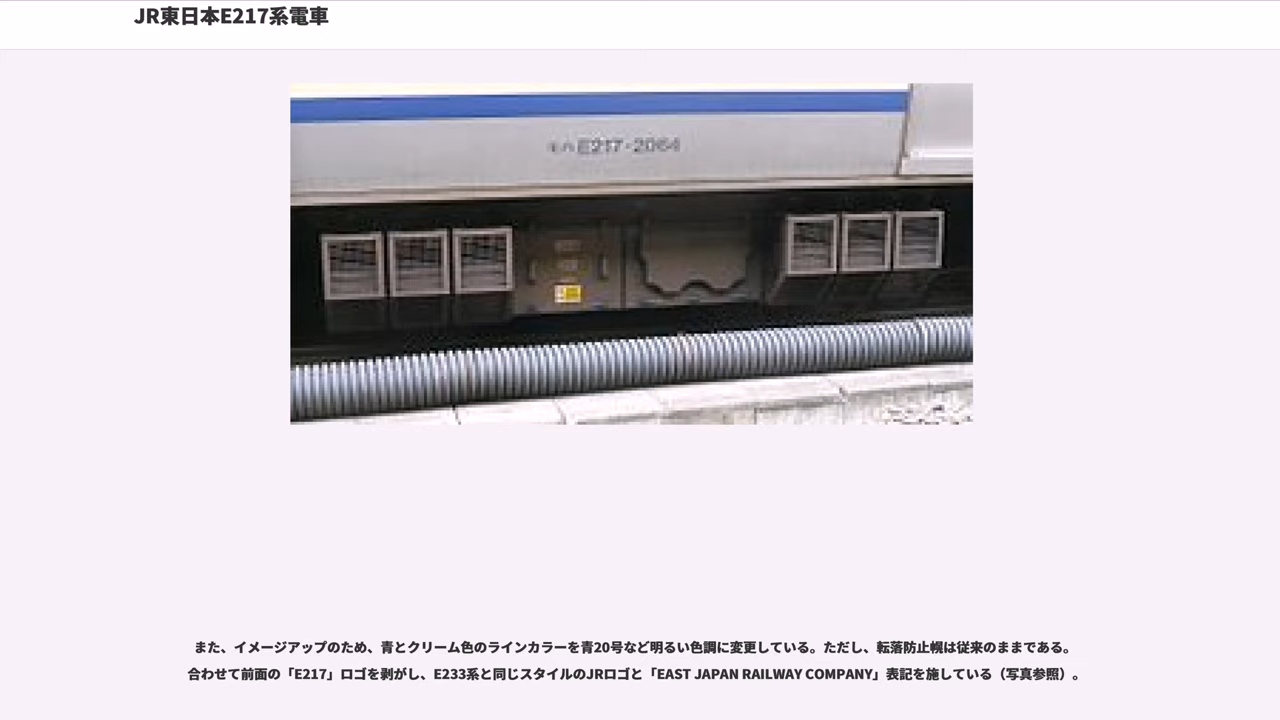 JR東日本E217系電車
モハE217-2064
また、イメージアップのため、青とクリーム色のラインカラーを青20号など明るい色調に変更している。ただし、転落防止幌は従来のままである。
合わせて前面の「E217」ロゴを剥がし、E233系と同じスタイルのJRロゴと「EAST JAPAN RAILWAY COMPANY」表記を施している（写真参照）。